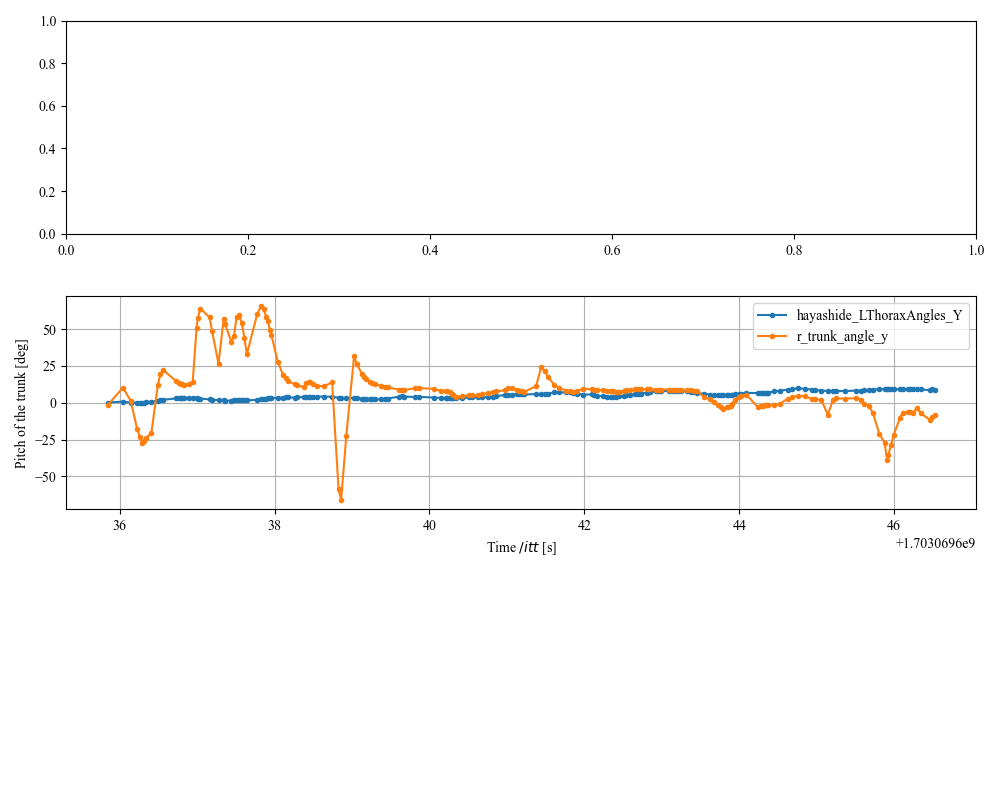 1.0
0.8
0.6
0.4
0.2
0.0
0.0 0.2 0.4 0.6 0.8 1.0
Pitch of the trunk [deg]
50
25
0
−25
−50
hayashide_LThoraxAngles_Y
r_trunk_angle_y
36 38 40 42 44 46
Time /itt [s]
+1.7030696e9